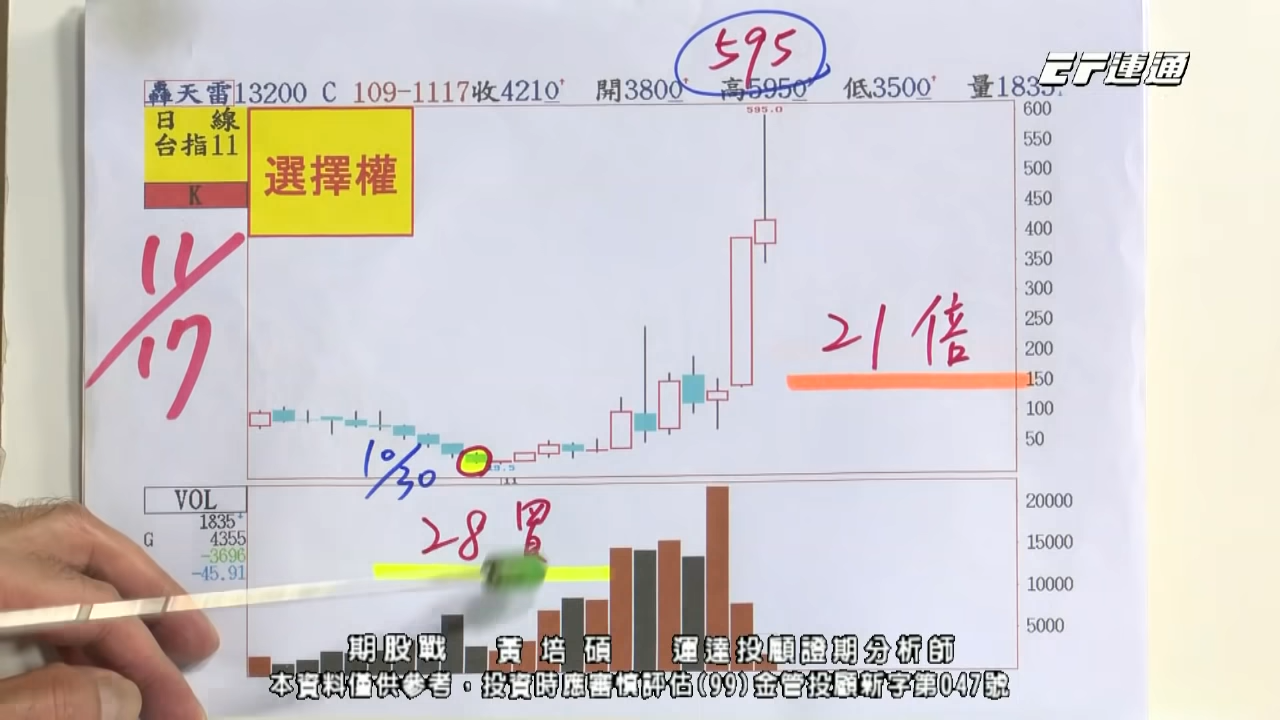 595
EF運通
轟天雷13200 C 109-1117收4210 開3800 高5950 低3500 量1835
日 線
台指11
K
選擇權
595.0
600
550
500
450
400
350
300
250
200
150
100
50
11/17
21倍
10/30
19.5
11
28買
VOL
1835
G 4355
-3696
-45.91
20000
15000
10000
5000
期股戰 黃培碩 運達投顧證期分析師
本資料僅供參考，投資時應審慎評估(99)金管投顧新字第047號